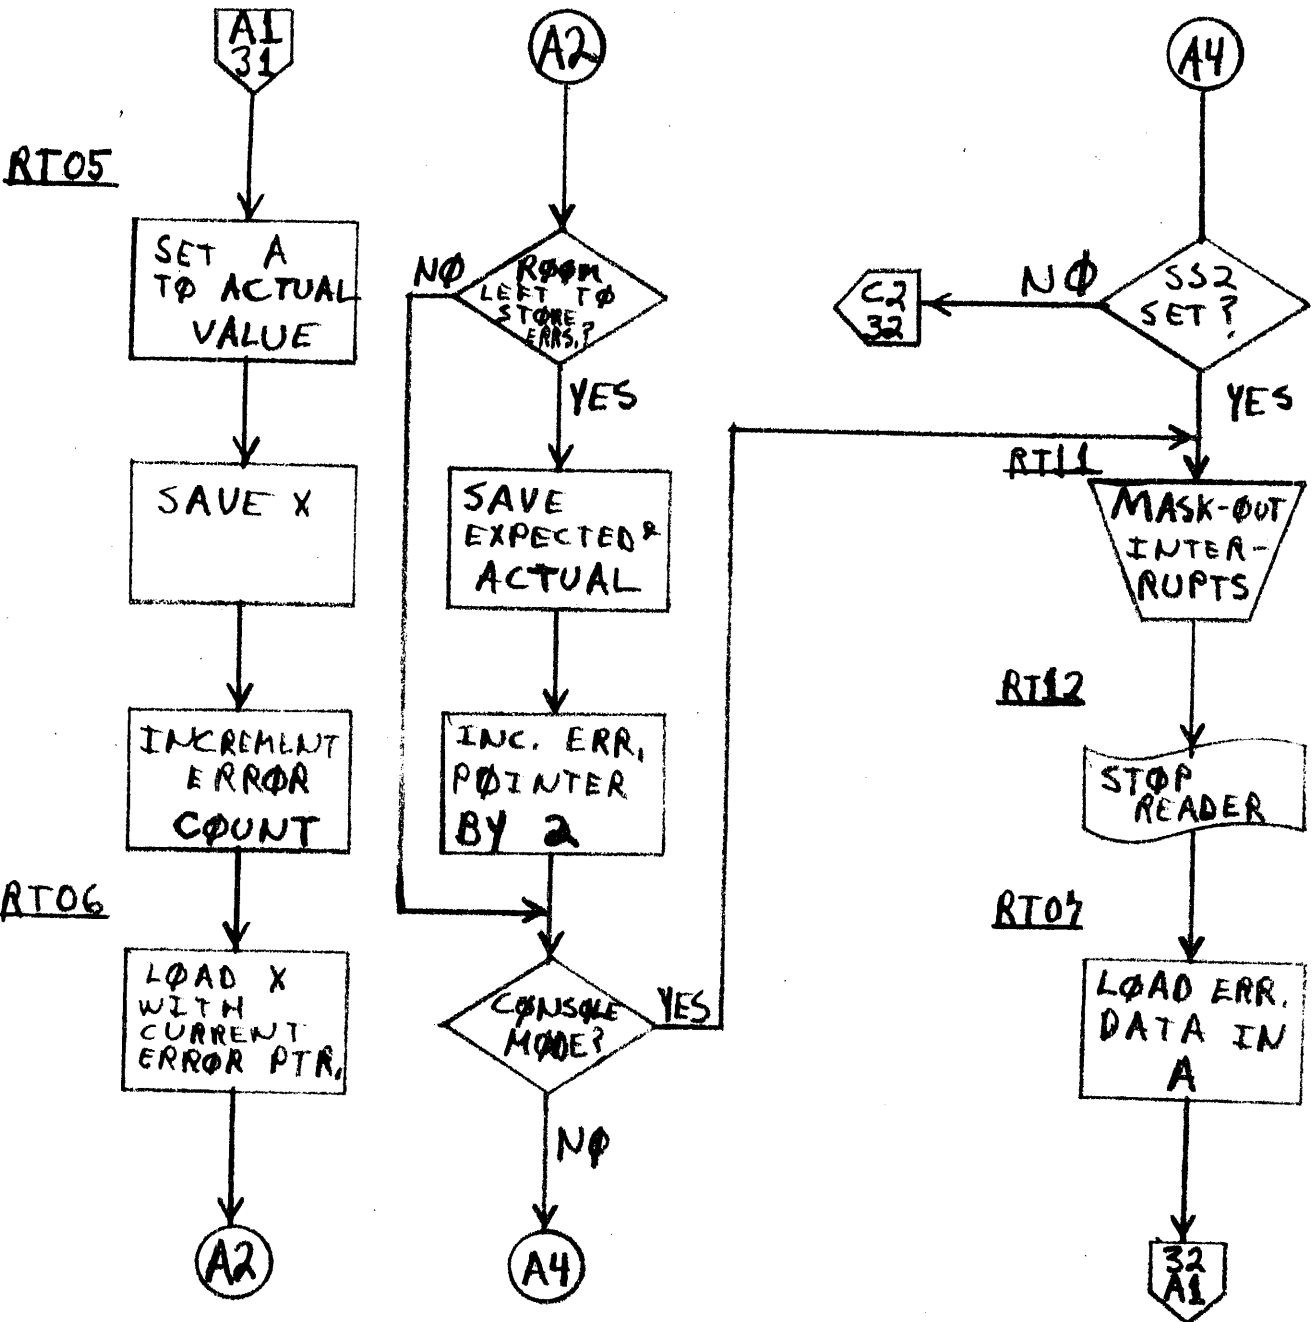 A1
31
RT05
SET A
TØ ACTUAL
VALUE
SAVE X
INCREMENT
ERRØR
CØUNT
RT06
LØAD X
WITH
CURRENT
ERRØR PTR.
A2
A2
RØØM
LEFT TØ
STØRE
ERRS.?
NØ
YES
SAVE
EXPECTED &
ACTUAL
INC. ERR.
PØINTER
BY 2
CØNSØLE
MØDE?
YES
NØ
A4
A4
SS2
SET?
NØ
C2
32
YES
RT11
MASK-ØUT
INTER-
RUPTS
RT12
STØP
READER
RT07
LØAD ERR.
DATA IN
A
32
A1